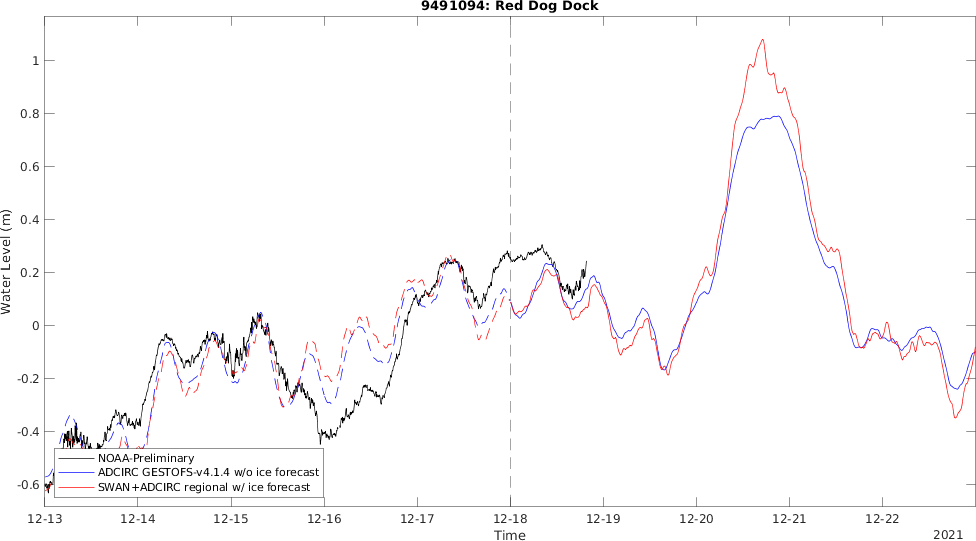 9491094: Red Dog Dock
Water Level (m)
1
0.8
0.6
0.4
0.2
0
-0.2
-0.4
-0.6
NOAA-Preliminary
ADCIRC GESTOFS-v4.1.4 w/o ice forecast
SWAN+ADCIRC regional w/ ice forecast
12-13 12-14 12-15 12-16 12-17 12-18 12-19 12-20 12-21 12-22
Time
2021